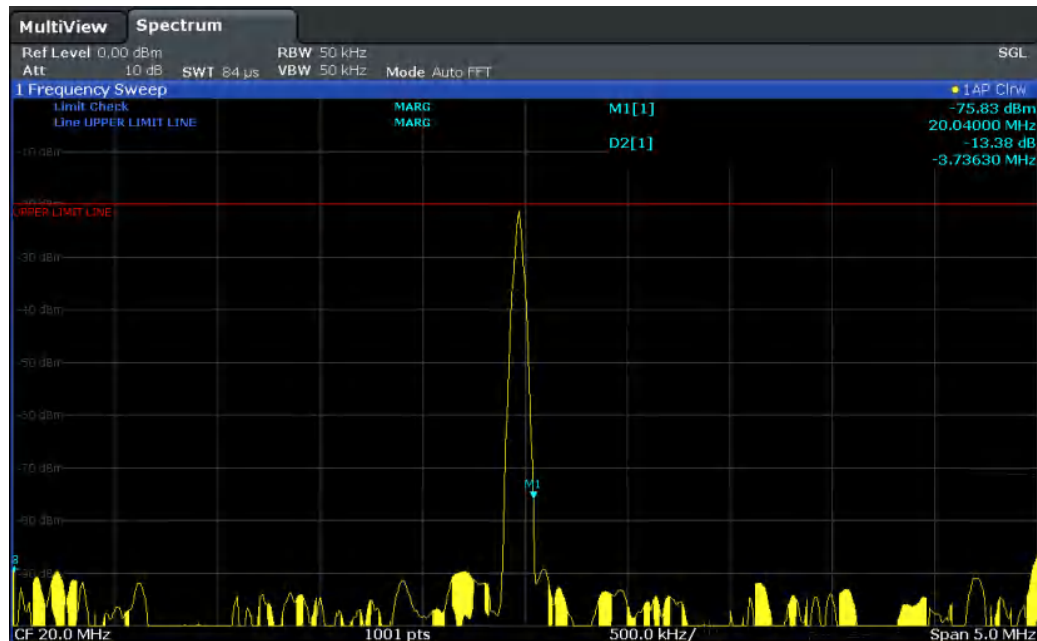 MultiView Spectrum
Ref Level 0.00 dBm RBW 50 kHz SGL
Att 10 dB SWT 84 µs VBW 50 kHz Mode Auto FFT
1 Frequency Sweep 1AP Clrw
Limit Check MARG M1[1] -75.83 dBm
Line UPPER LIMIT LINE MARG 20.04000 MHz
D2[1] -13.38 dB
-10 dBm
-3.73630 MHz
UPPER LIMIT LINE
-30 dBm
-40 dBm
-50 dBm
-60 dBm
-70 dBm
M1
-80 dBm
-90 dBm
CF 20.0 MHz 1001 pts 500.0 kHz/ Span 5.0 MHz